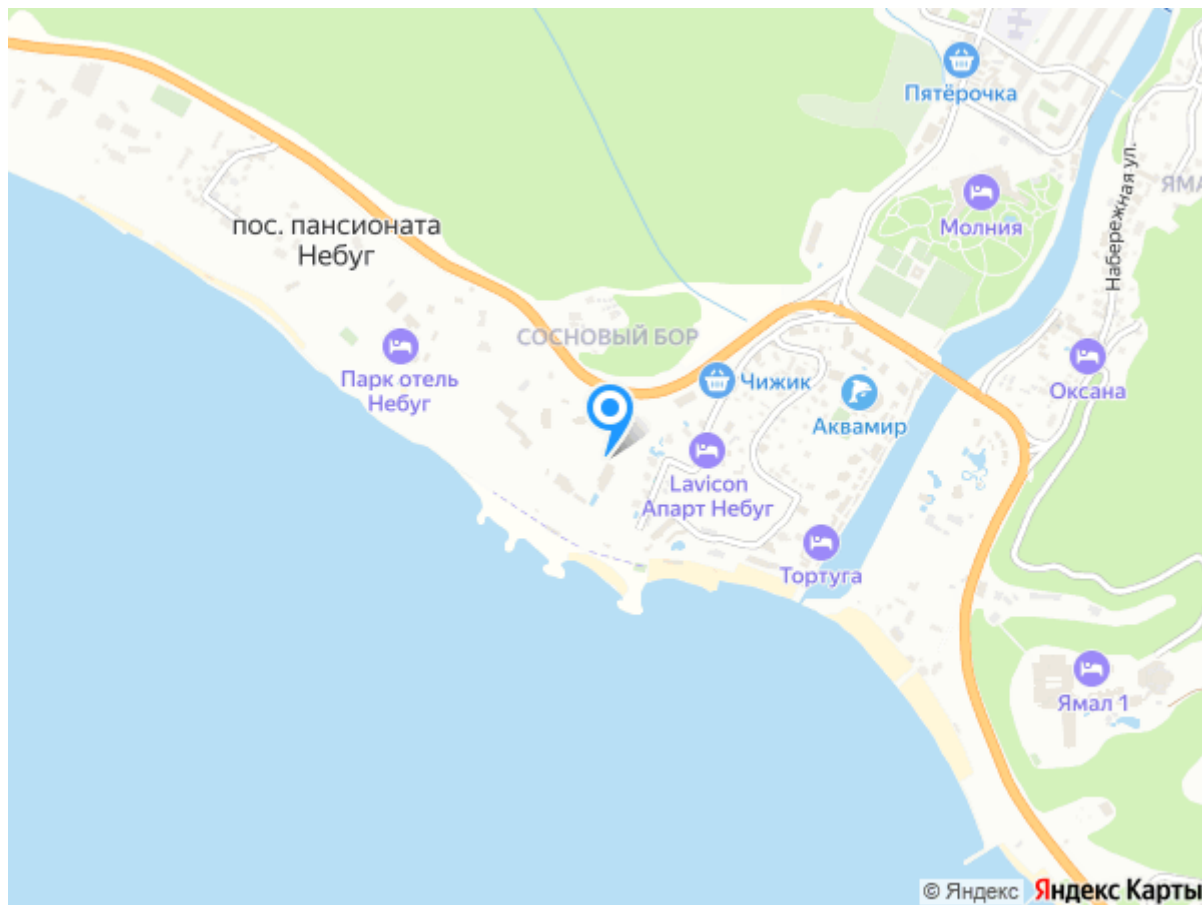 Пятёрочка
Набережная ул.
ЯМА
Молния
пос. пансионата
Небуг
СОСНОВЫЙ БОР
Парк отель
Небуг
Чижик
Аквамир
Оксана
Lavicon
Апарт Небуг
Тортуга
Ямал 1
© Яндекс Яндекс Карты